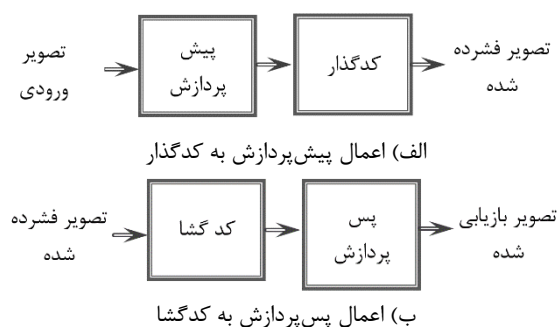 تصویر
ورودی
پیش
پردازش
کدگذار
تصویر فشرده
شده
الف) اعمال پیش‌پردازش به کدگذار
تصویر فشرده
شده
کد گشا
پس
پردازش
تصویر بازیابی
شده
ب) اعمال پس‌پردازش به کدگشا